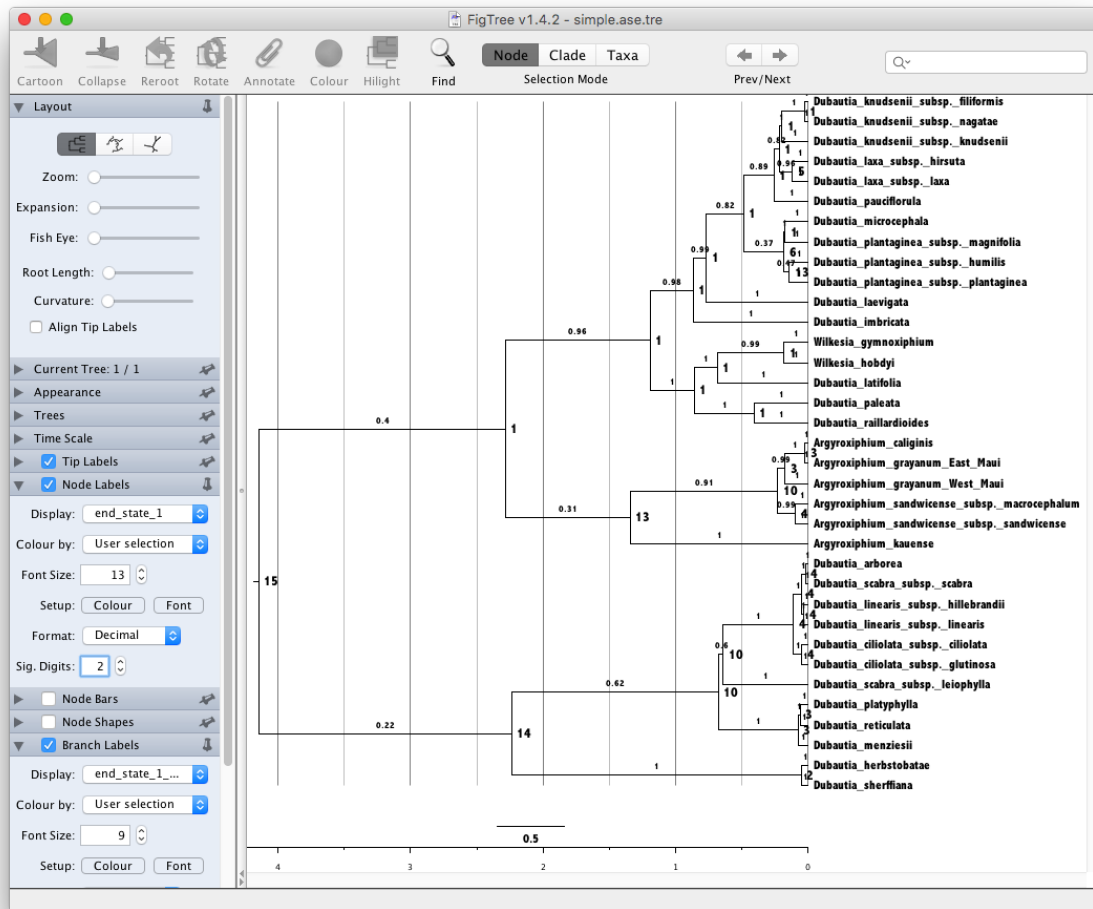 FigTree v1.4.2 - simple.ase.tre
Cartoon Collapse Reroot Rotate Annotate Colour Hilight Find
Node Clade Taxa
Selection Mode
Prev/Next
Layout
Zoom:
Expansion:
Fish Eye:
Root Length:
Curvature:
Align Tip Labels
Current Tree: 1 / 1
Appearance
Trees
Time Scale
Tip Labels
Node Labels
Display: end_state_1
Colour by: User selection
Font Size: 13
Setup: Colour Font
Format: Decimal
Sig. Digits: 2
Node Bars
Node Shapes
Branch Labels
Display: end_state_1_...
Colour by: User selection
Font Size: 9
Setup: Colour Font
Dubautia_knudsenii_subsp._filiformis
Dubautia_knudsenii_subsp._nagatae
Dubautia_knudsenii_subsp._knudsenii
Dubautia_laxa_subsp._hirsuta
Dubautia_laxa_subsp._laxa
Dubautia_pauciflorula
Dubautia_microcephala
Dubautia_plantaginea_subsp._magnifolia
Dubautia_plantaginea_subsp._humilis
Dubautia_plantaginea_subsp._plantaginea
Dubautia_laevigata
Dubautia_imbricata
Wilkesia_gymnoxiphium
Wilkesia_hobdyi
Dubautia_latifolia
Dubautia_paleata
Dubautia_raillardioides
Argyroxiphium_caliginis
Argyroxiphium_grayanum_East_Maui
Argyroxiphium_grayanum_West_Maui
Argyroxiphium_sandwicense_subsp._macrocephalum
Argyroxiphium_sandwicense_subsp._sandwicense
Argyroxiphium_kauense
Dubautia_arborea
Dubautia_scabra_subsp._scabra
Dubautia_linearis_subsp._hillebrandii
Dubautia_linearis_subsp._linearis
Dubautia_ciliolata_subsp._ciliolata
Dubautia_ciliolata_subsp._glutinosa
Dubautia_scabra_subsp._leiophylla
Dubautia_platyphylla
Dubautia_reticulata
Dubautia_menziesii
Dubautia_herbstobatae
Dubautia_sherffiana
0.89
0.82
0.37
0.99
0.98
0.96
0.99
0.4
0.31
0.91
0.99
13
10
15
0.6
10
0.62
10
0.22
14
0.5
4 3 2 1 0